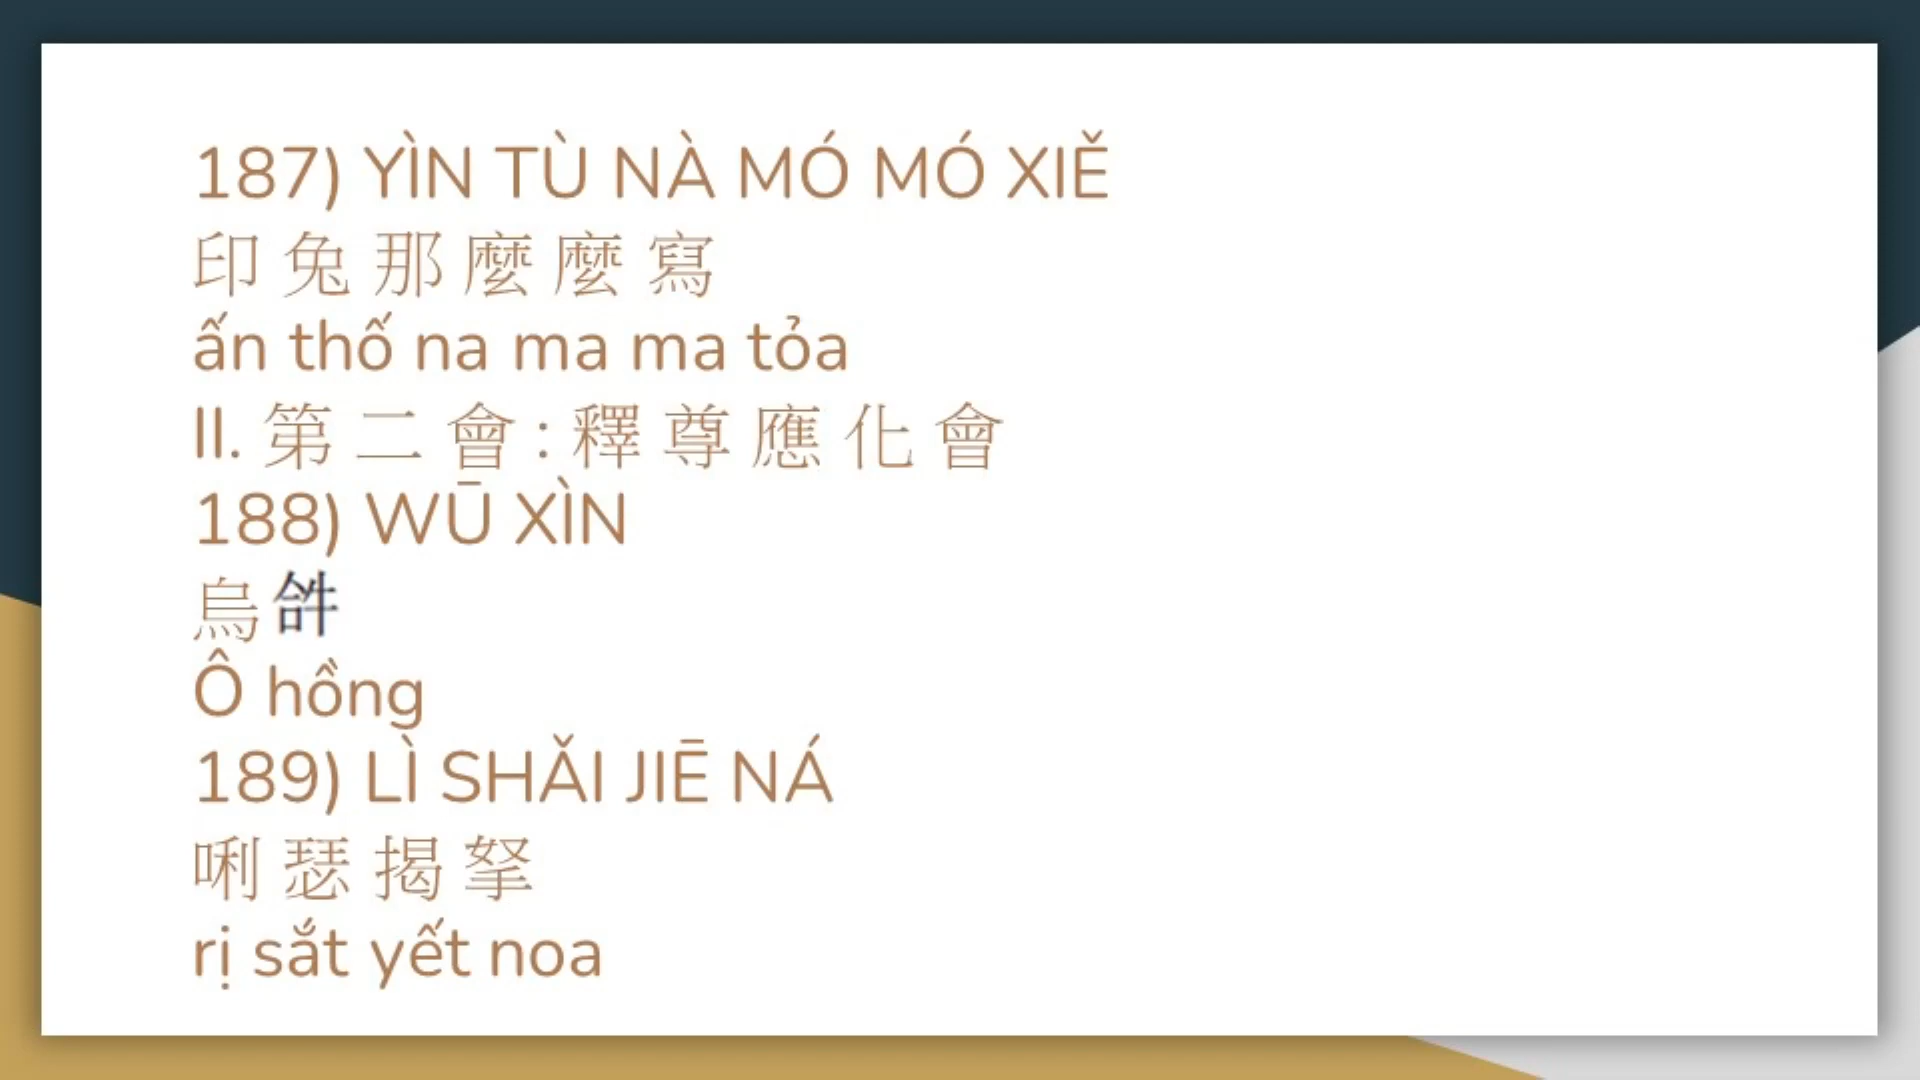 187) YÌN TÙ NÀ MÓ MÓ XIĚ
印 兔 那 麼 麼 寫
ấn thố na ma ma tỏa
II. 第 二 會 : 釋 尊 應 化 會
188) WŪ XÌN
烏 𤙖
Ô hồng
189) LÌ SHǍI JIĒ NÁ
唎 瑟 揭 拏
rị sắt yết noa